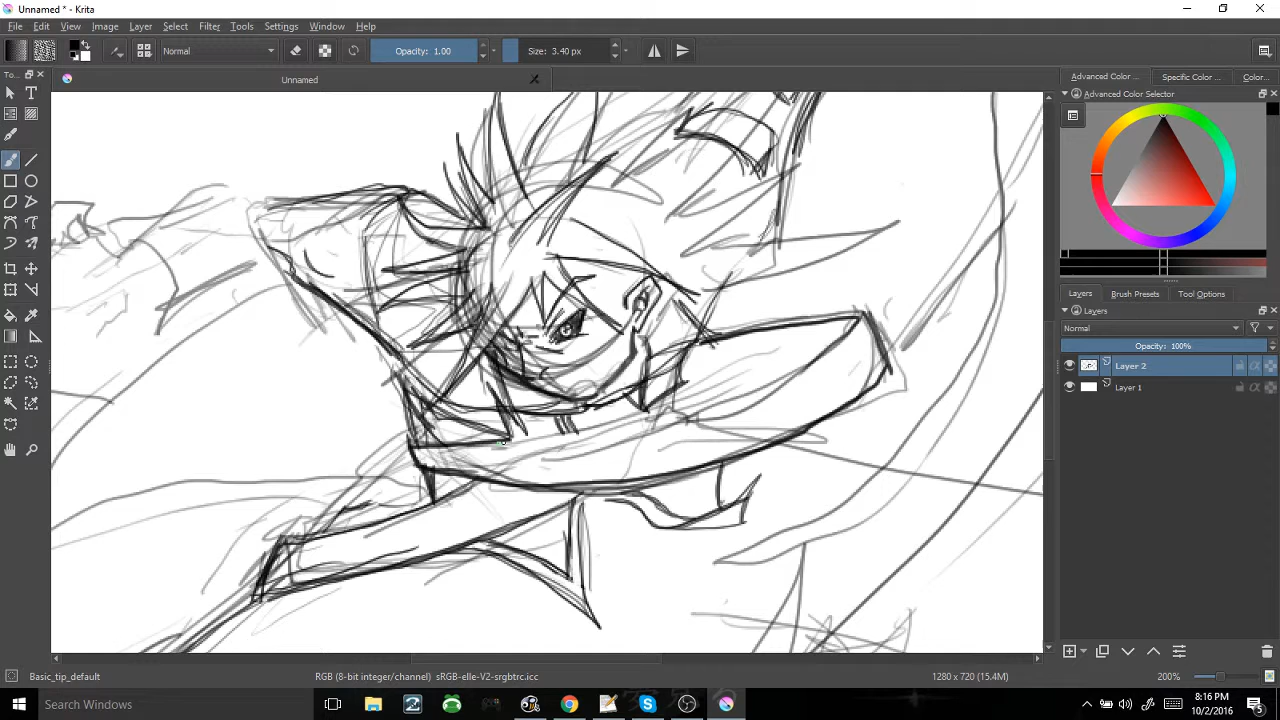 Unnamed * - Krita
File Edit View Image Layer Select Filter Tools Settings Window Help
Normal Opacity: 1.00 Size: 3.40 px
To... Unnamed Advanced Color ... Specific Color ... Color...
Advanced Color Selector
Layers Brush Presets Tool Options
Layers
Normal
Opacity: 100%
Layer 2
Layer 1
Basic_tip_default RGB (8-bit integer/channel) sRGB-elle-V2-srgbtrc.icc 1280 x 720 (15.4M) 200%
Search Windows 8:16 PM
10/2/2016